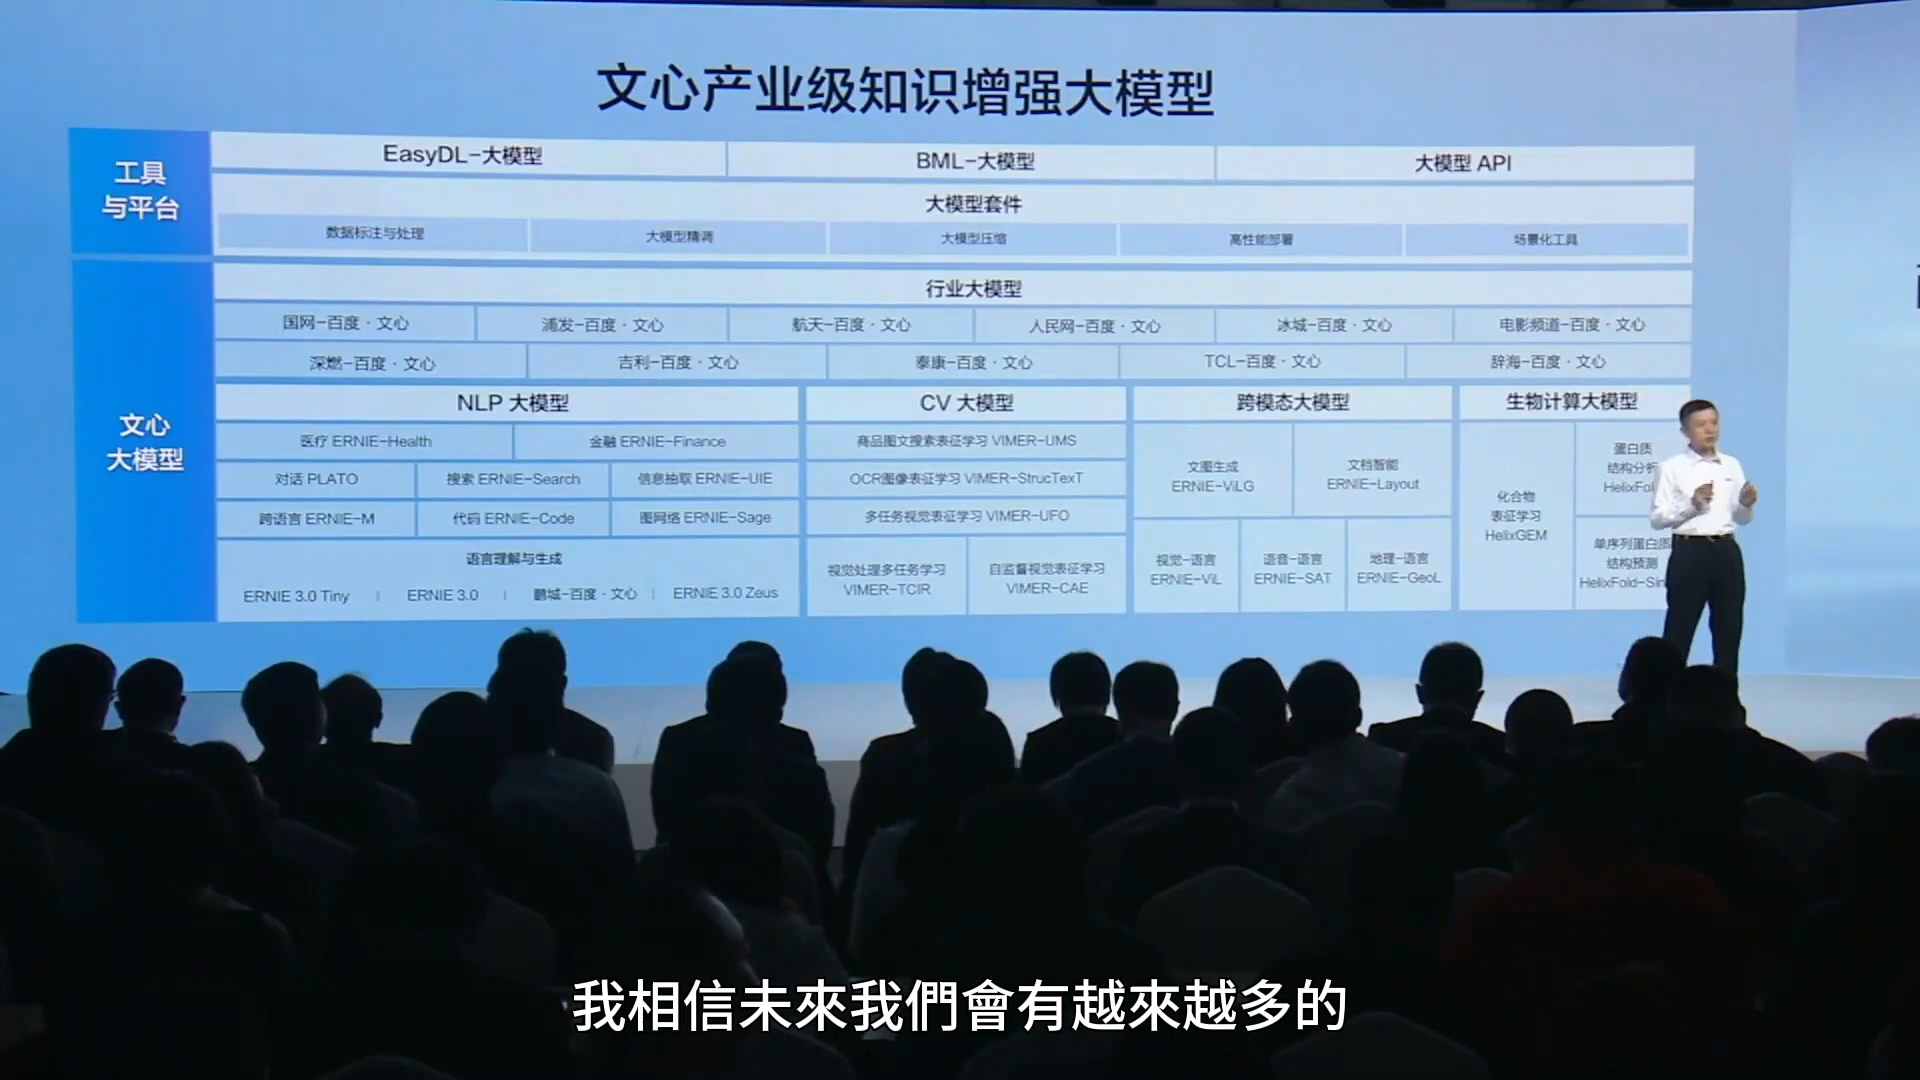 文心产业级知识增强大模型
工具
与平台
EasyDL-大模型
BML-大模型
大模型 API
大模型套件
数据标注与处理
大模型精调
大模型压缩
高性能部署
场景化工具
文心
大模型
行业大模型
国网-百度·文心
浦发-百度·文心
航天-百度·文心
人民网-百度·文心
冰城-百度·文心
电影频道-百度·文心
深燃-百度·文心
吉利-百度·文心
泰康-百度·文心
TCL-百度·文心
辞海-百度·文心
NLP 大模型
医疗 ERNIE-Health
金融 ERNIE-Finance
对话 PLATO
搜索 ERNIE-Search
信息抽取 ERNIE-UIE
跨语言 ERNIE-M
代码 ERNIE-Code
图网络 ERNIE-Sage
语言理解与生成
ERNIE 3.0 Tiny | ERNIE 3.0 | 鹏城-百度·文心 | ERNIE 3.0 Zeus
CV 大模型
商品图文搜索表征学习 VIMER-UMS
OCR图像表征学习 VIMER-StrucTexT
多任务视觉表征学习 VIMER-UFO
视觉处理多任务学习
VIMER-TCIR
自监督视觉表征学习
VIMER-CAE
跨模态大模型
文图生成
ERNIE-ViLG
文档智能
ERNIE-Layout
视觉-语言
ERNIE-ViL
语音-语言
ERNIE-SAT
地理-语言
ERNIE-GeoL
生物计算大模型
化合物
表征学习
HelixGEM
蛋白质
结构分析
HelixFol
单序列蛋白质
结构预测
HelixFold-Sin
我相信未來我們會有越來越多的